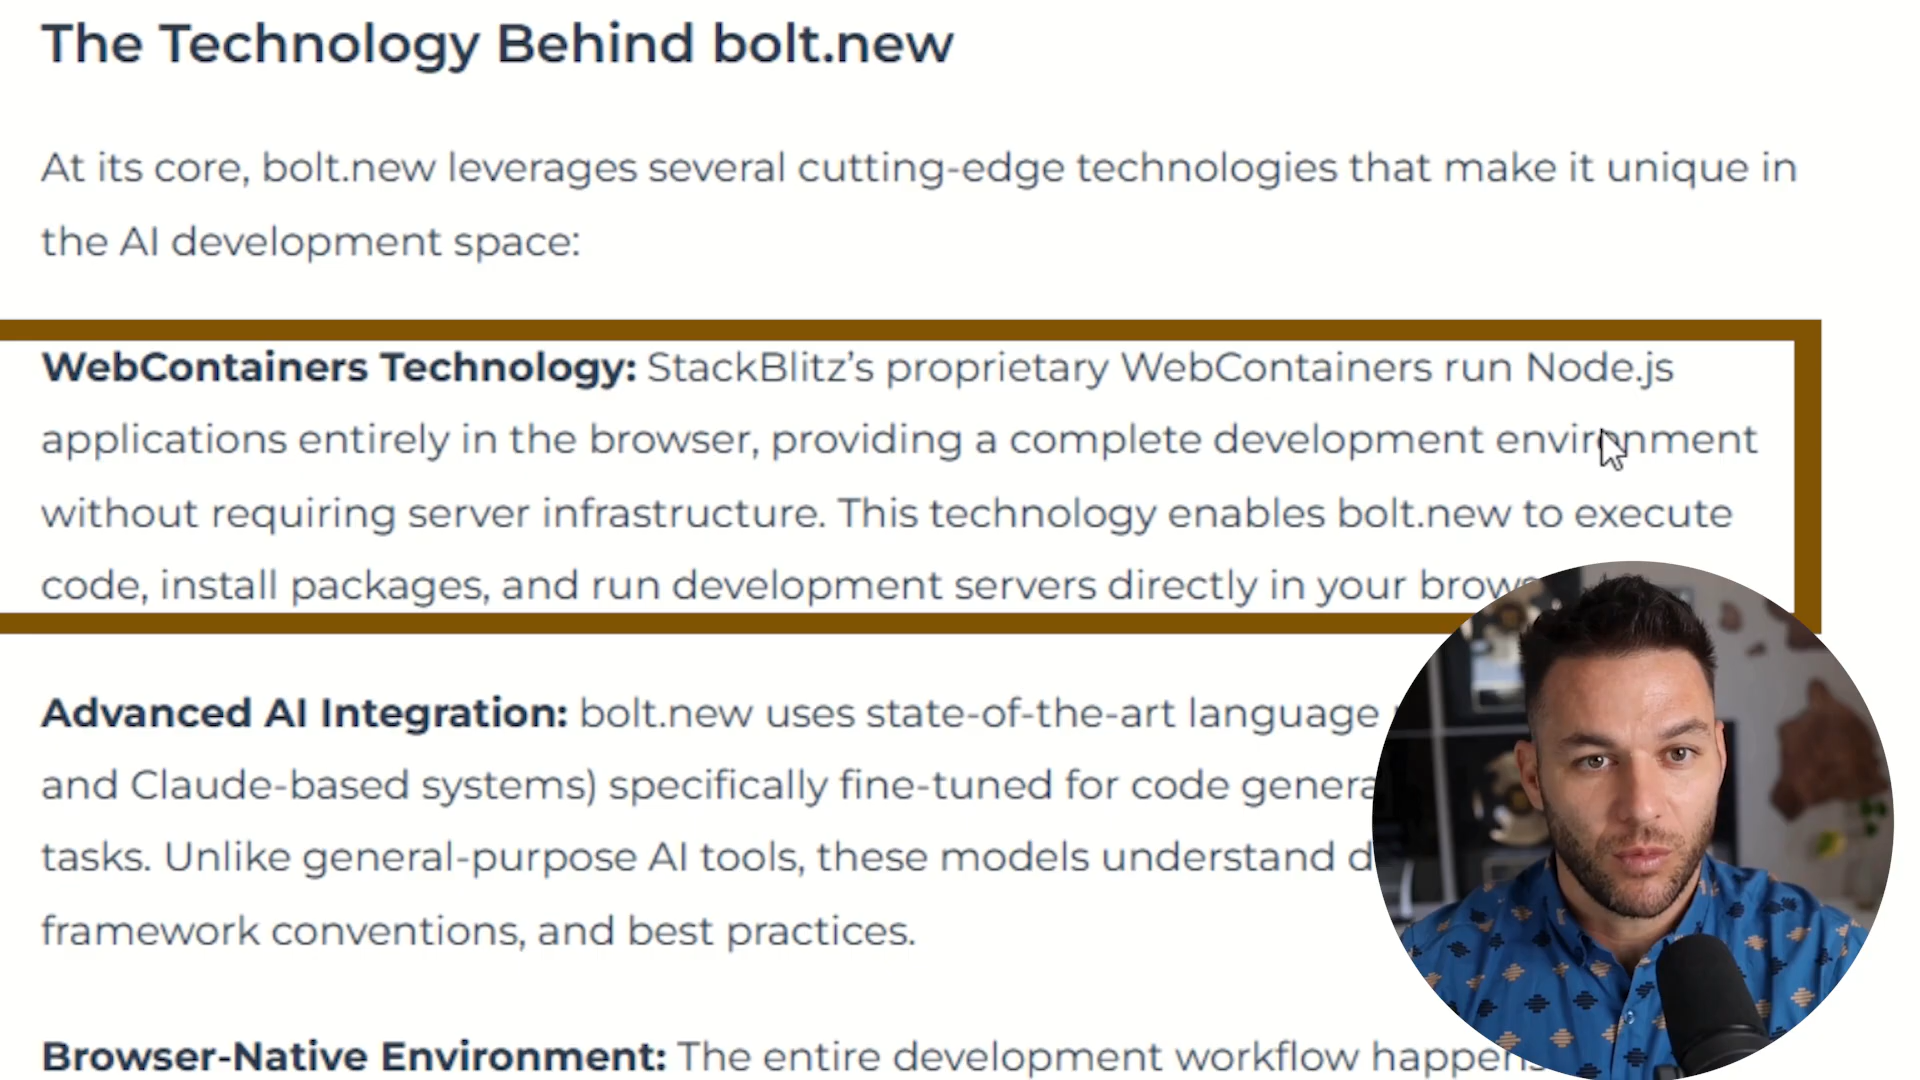 The Technology Behind bolt.new
At its core, bolt.new leverages several cutting-edge technologies that make it unique in
the AI development space:
WebContainers Technology: StackBlitz’s proprietary WebContainers run Node.js
applications entirely in the browser, providing a complete development environment
without requiring server infrastructure. This technology enables bolt.new to execute
code, install packages, and run development servers directly in your
Advanced AI Integration: bolt.new uses state-of-the-art language
and Claude-based systems) specifically fine-tuned for code
tasks. Unlike general-purpose AI tools, these models understand
framework conventions, and best practices.
Browser-Native Environment: The entire development workflow happens